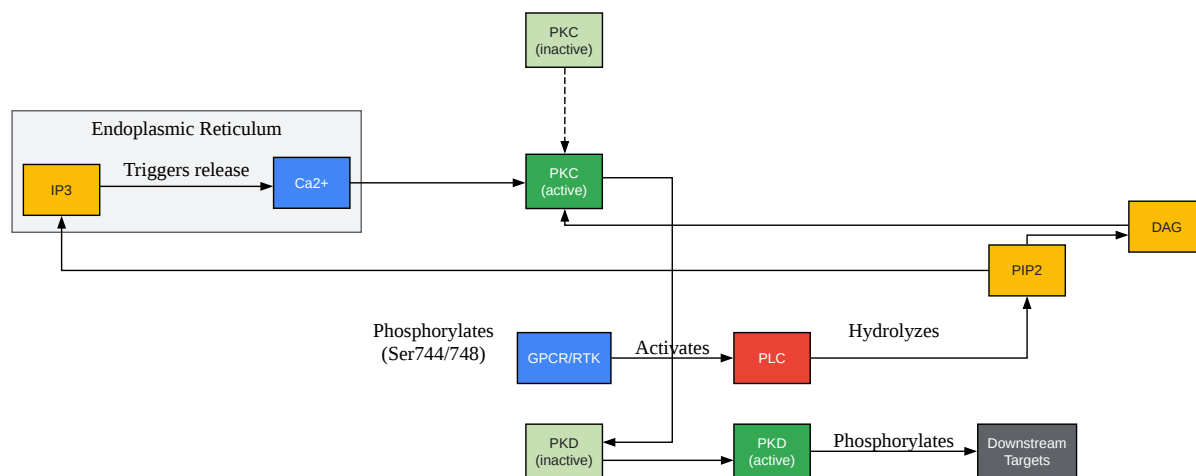 PKC
(inactive)
Endoplasmic Reticulum
IP3
Triggers release
Ca2+
PKC
(active)
DAG
PIP2
Phosphorylates
(Ser744/748)
GPCR/RTK
Activates
PLC
Hydrolyzes
PKD
(inactive)
PKD
(active)
Phosphorylates
Downstream
Targets